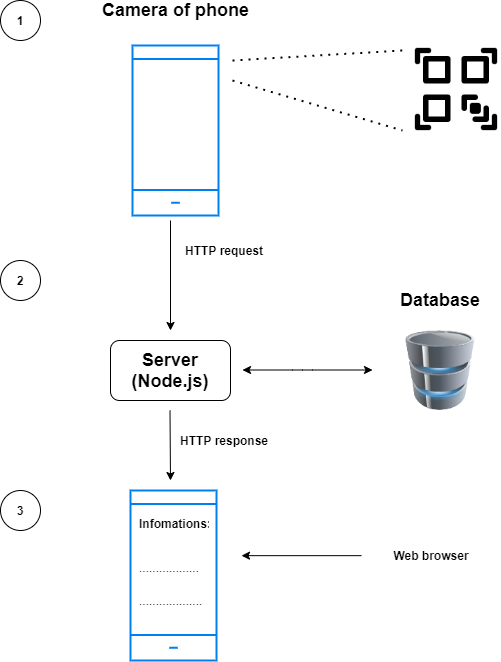 1
Camera of phone
HTTP request
2
Database
Server
(Node.js)
HTTP response
3
Infomations:
Web browser